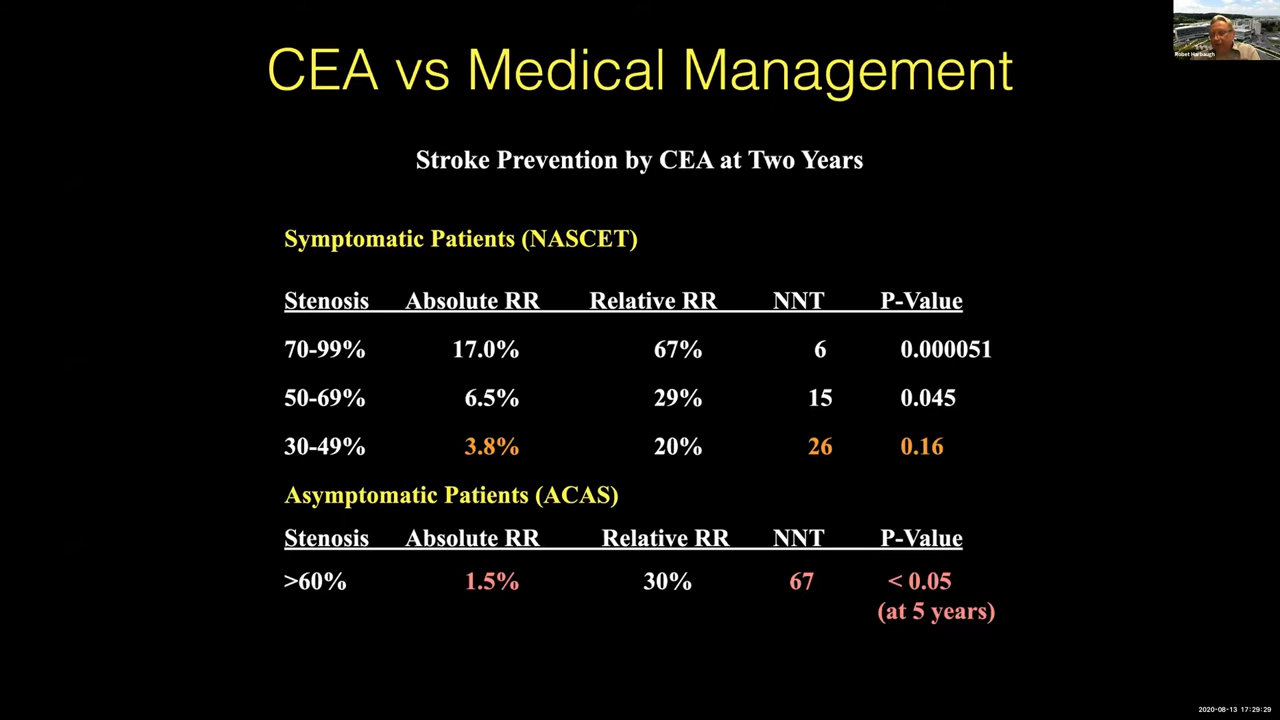 CEA vs Medical Management
Robet Harbaugh
Stroke Prevention by CEA at Two Years
Symptomatic Patients (NASCET)
Stenosis Absolute RR Relative RR NNT P-Value
70-99% 17.0% 67% 6 0.000051
50-69% 6.5% 29% 15 0.045
30-49% 3.8% 20% 26 0.16
Asymptomatic Patients (ACAS)
Stenosis Absolute RR Relative RR NNT P-Value
>60% 1.5% 30% 67 < 0.05
(at 5 years)
2020-08-13 17:29:29